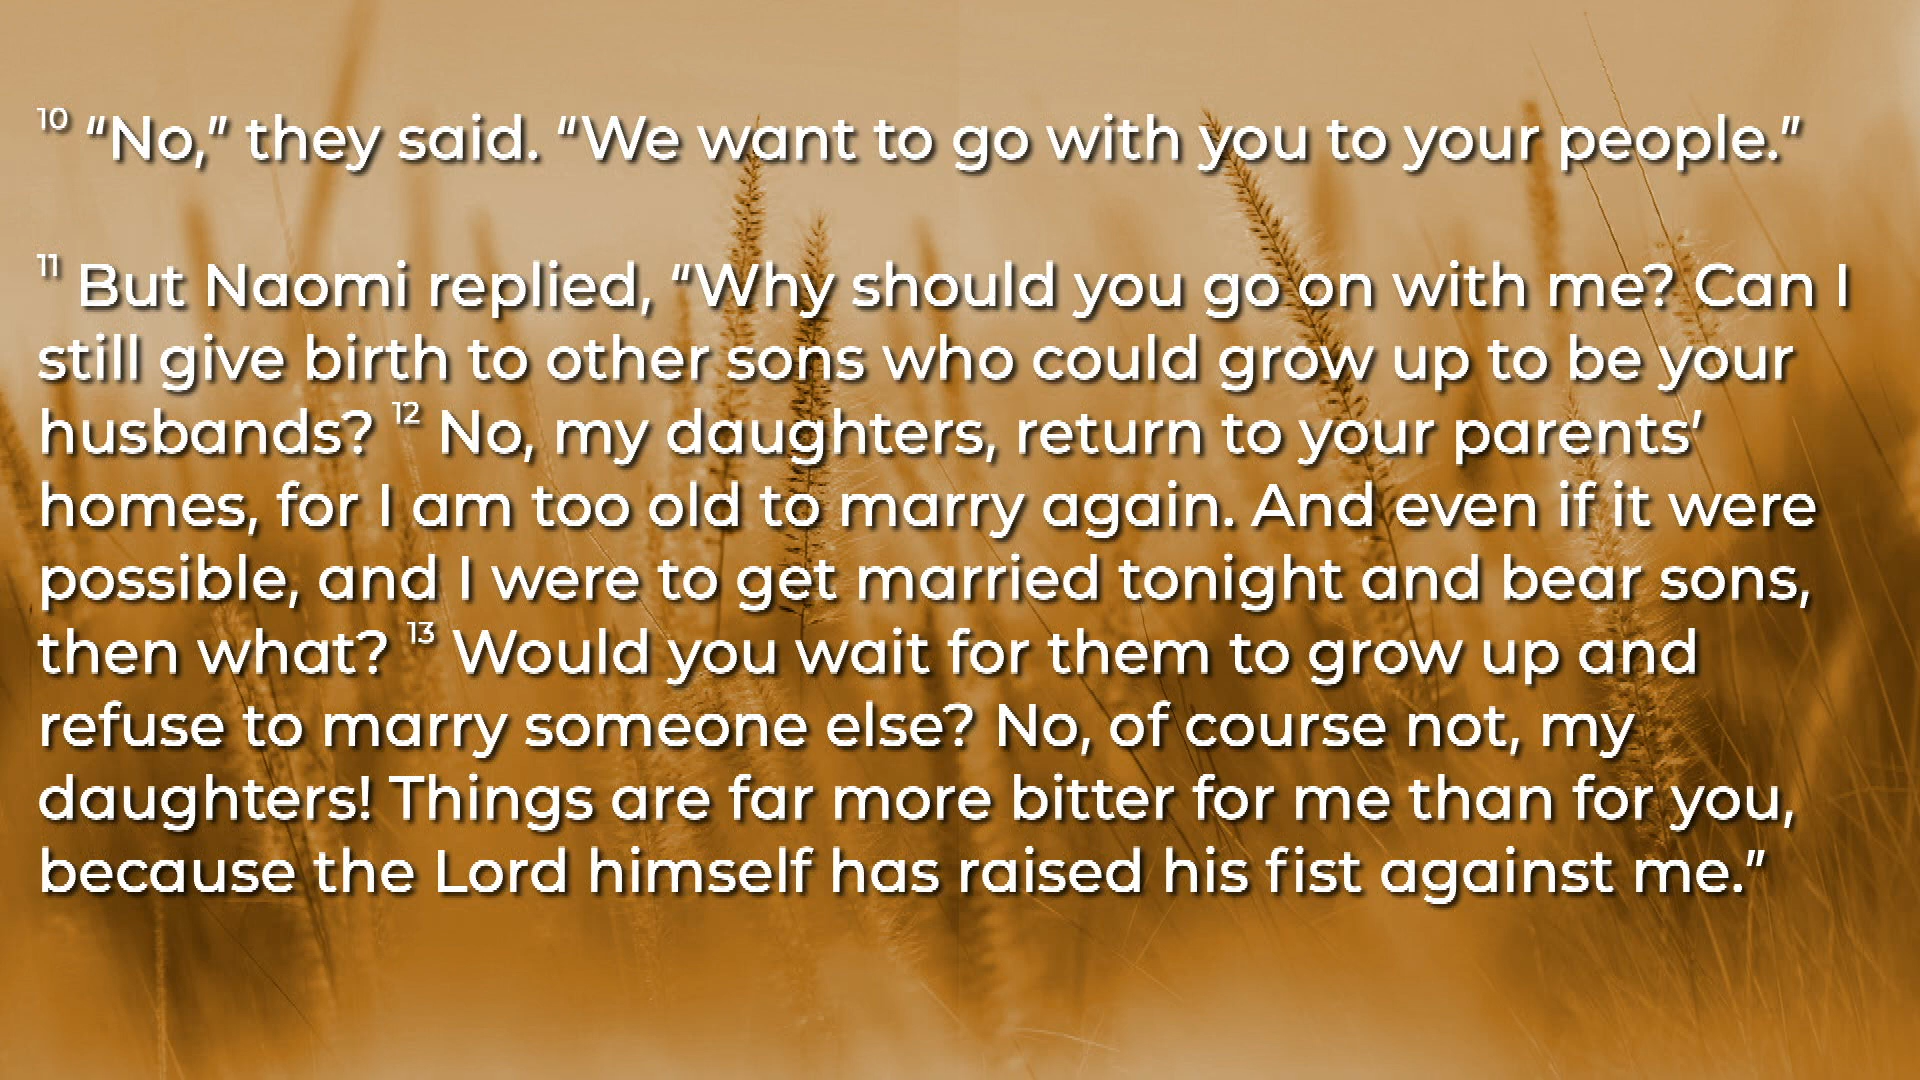 10 “No,” they said. “We want to go with you to your people.”
11 But Naomi replied, “Why should you go on with me? Can I
still give birth to other sons who could grow up to be your
husbands? 12 No, my daughters, return to your parents’
homes, for I am too old to marry again. And even if it were
possible, and I were to get married tonight and bear sons,
then what? 13 Would you wait for them to grow up and
refuse to marry someone else? No, of course not, my
daughters! Things are far more bitter for me than for you,
because the Lord himself has raised his fist against me.”